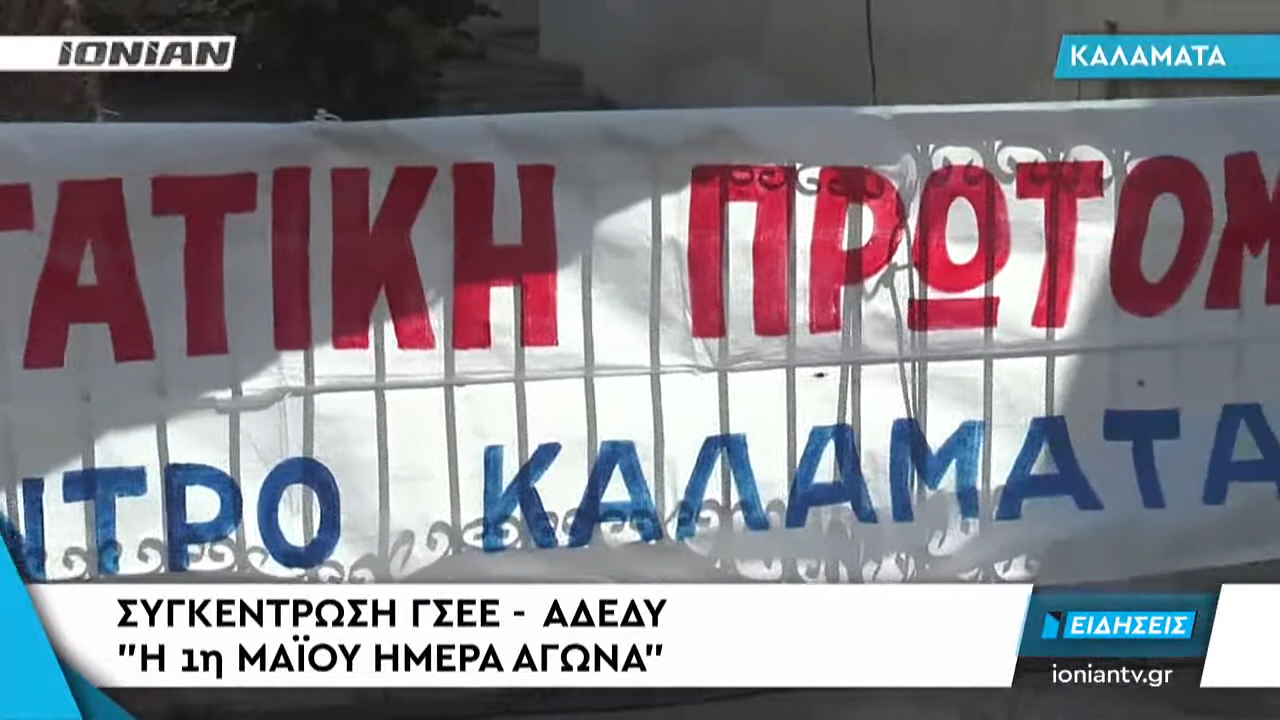 IONIAN
ΚΑΛΑΜΑΤΑ
ΤΑΤΙΚΗ ΠΡΩΤΟΜ
ΝΤΡΟ ΚΑΛΑΜΑΤΑ
ΣΥΓΚΕΝΤΡΩΣΗ ΓΣΕΕ - ΑΔΕΔΥ
"Η 1η ΜΑΪΟΥ ΗΜΕΡΑ ΑΓΩΝΑ"
ΕΙΔΗΣΕΙΣ
ioniantv.gr